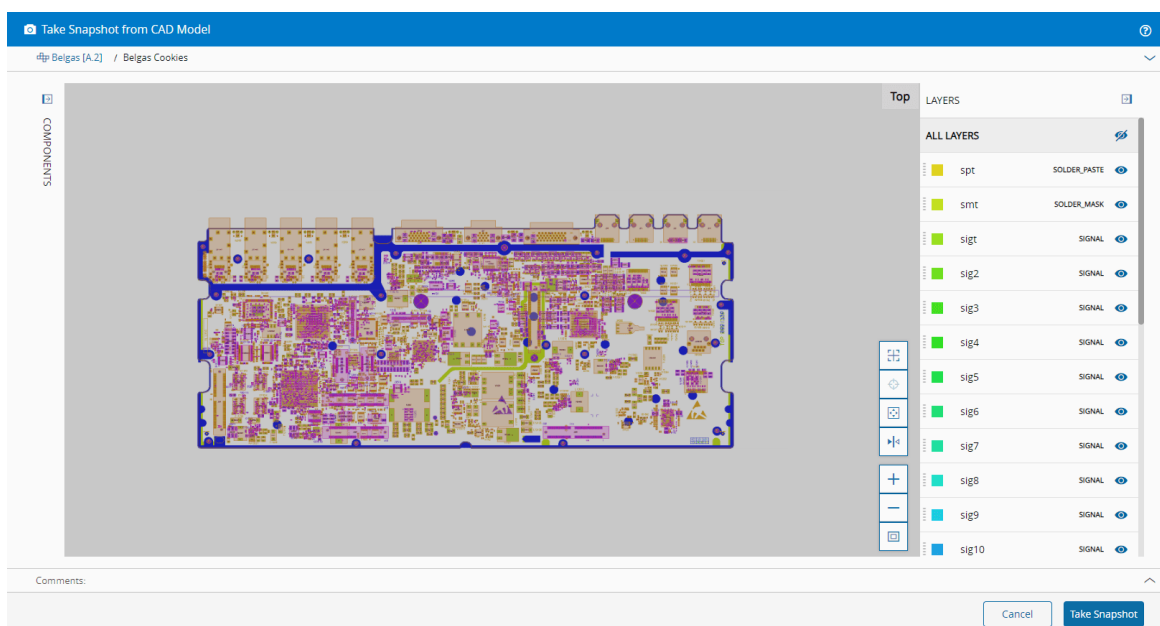 Take Snapshot from CAD Model
Belgas [A.2] / Belgas Cookies
COMPONENTS
Top
LAYERS
ALL LAYERS
spt SOLDER_PASTE
smt SOLDER_MASK
sigt SIGNAL
sig2 SIGNAL
sig3 SIGNAL
sig4 SIGNAL
sig5 SIGNAL
sig6 SIGNAL
sig7 SIGNAL
sig8 SIGNAL
sig9 SIGNAL
sig10 SIGNAL
Comments:
Cancel
Take Snapshot